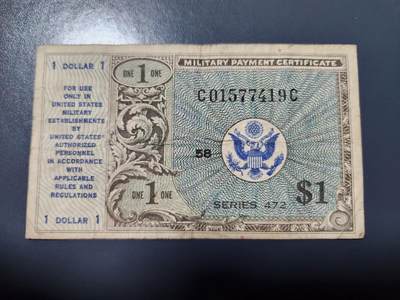 1 DOLLAR 1
FOR USE
ONLY IN
UNITED STATES
MILITARY
ESTABLISHMENTS
BY
UNITED STATES'
AUTHORIZED
PERSONNEL
IN ACCORDANCE
WITH
APPLICABLE
RULES AND
REGULATIONS
1 DOLLAR 1
ONE 1 ONE
MILITARY PAYMENT CERTIFICATE
C01577419C
58
ONE 1 ONE
$1
SERIES 472